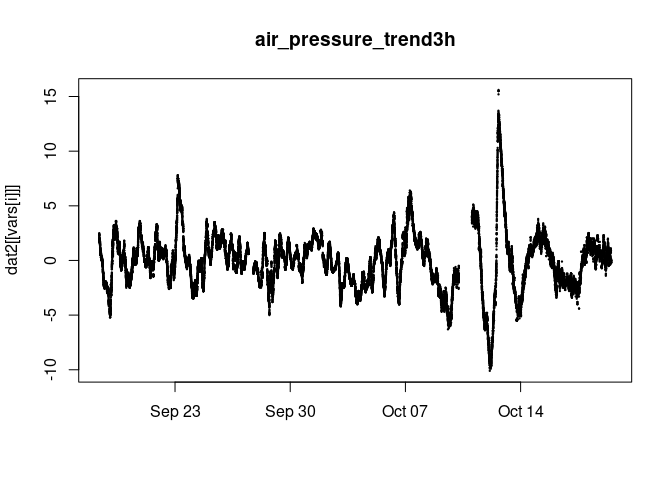 air_pressure_trend3h
dat2[[vars[i]]]
15
10
5
0
-5
-10
Sep 23
Sep 30
Oct 07
Oct 14